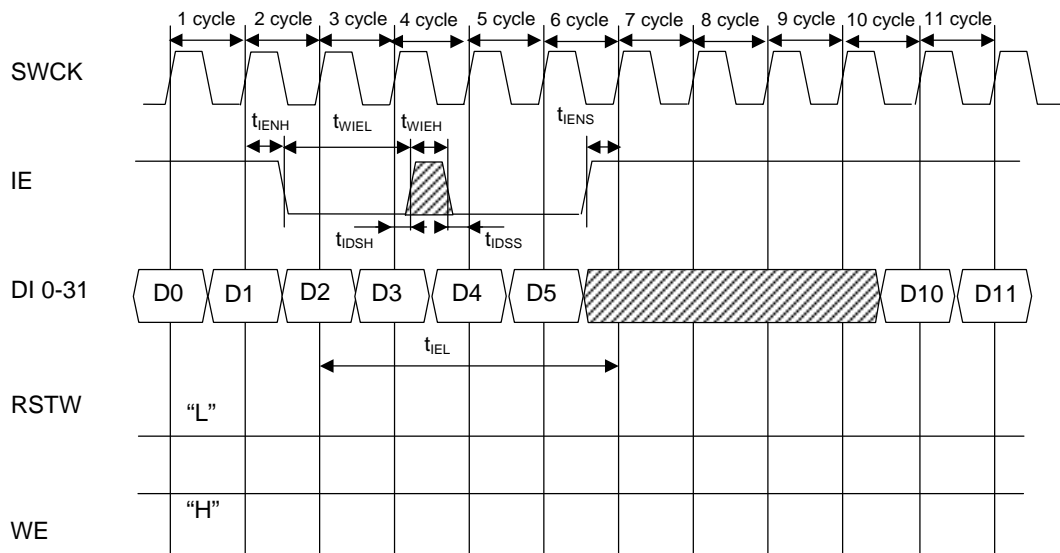 1 cycle 2 cycle 3 cycle 4 cycle 5 cycle 6 cycle 7 cycle 8 cycle 9 cycle 10 cycle 11 cycle
SWCK
tIENH tWIEL tWIEH tIENS
IE
tIDSH tIDSS
DI 0-31 D0 D1 D2 D3 D4 D5 D10 D11
tIEL
RSTW “L”
“H”
WE